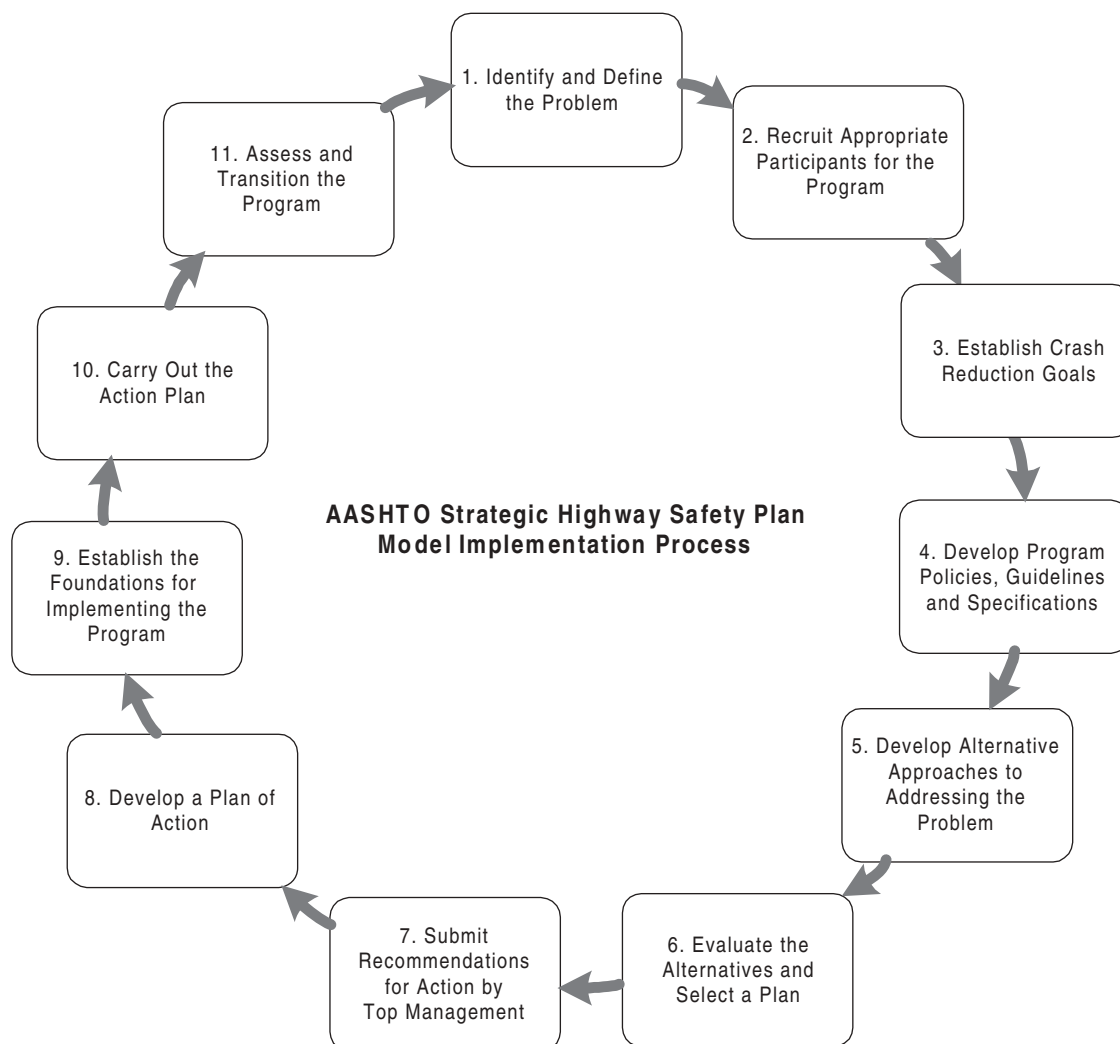 1. Identify and Define
the Problem
2. Recruit Appropriate
Participants for the
Program
3. Establish Crash
Reduction Goals
4. Develop Program
Policies, Guidelines
and Specifications
5. Develop Alternative
Approaches to
Addressing the
Problem
6. Evaluate the
Alternatives and
Select a Plan
7. Submit
Recommendations
for Action by
Top Management
8. Develop a Plan of
Action
9. Establish the
Foundations for
Implementing the
Program
10. Carry Out the
Action Plan
11. Assess and
Transition the
Program
AASHTO Strategic Highway Safety Plan
Model Implementation Process